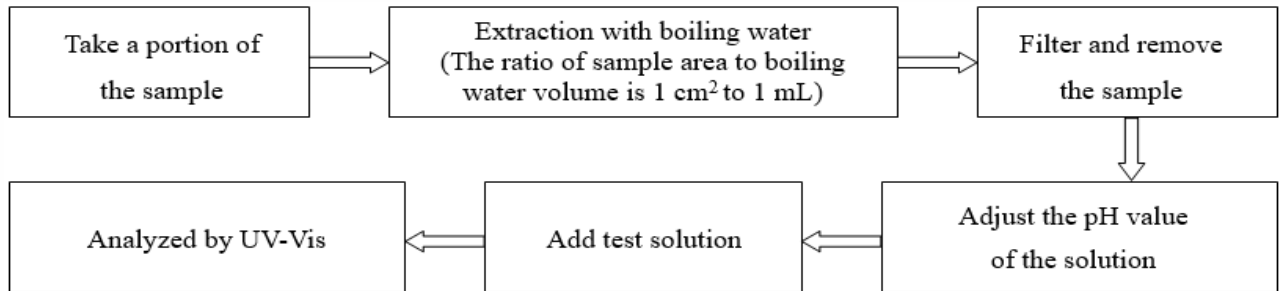 Take a portion of
the sample
Extraction with boiling water
(The ratio of sample area to boiling
water volume is 1 cm² to 1 mL)
Filter and remove
the sample
Adjust the pH value
of the solution
Add test solution
Analyzed by UV-Vis